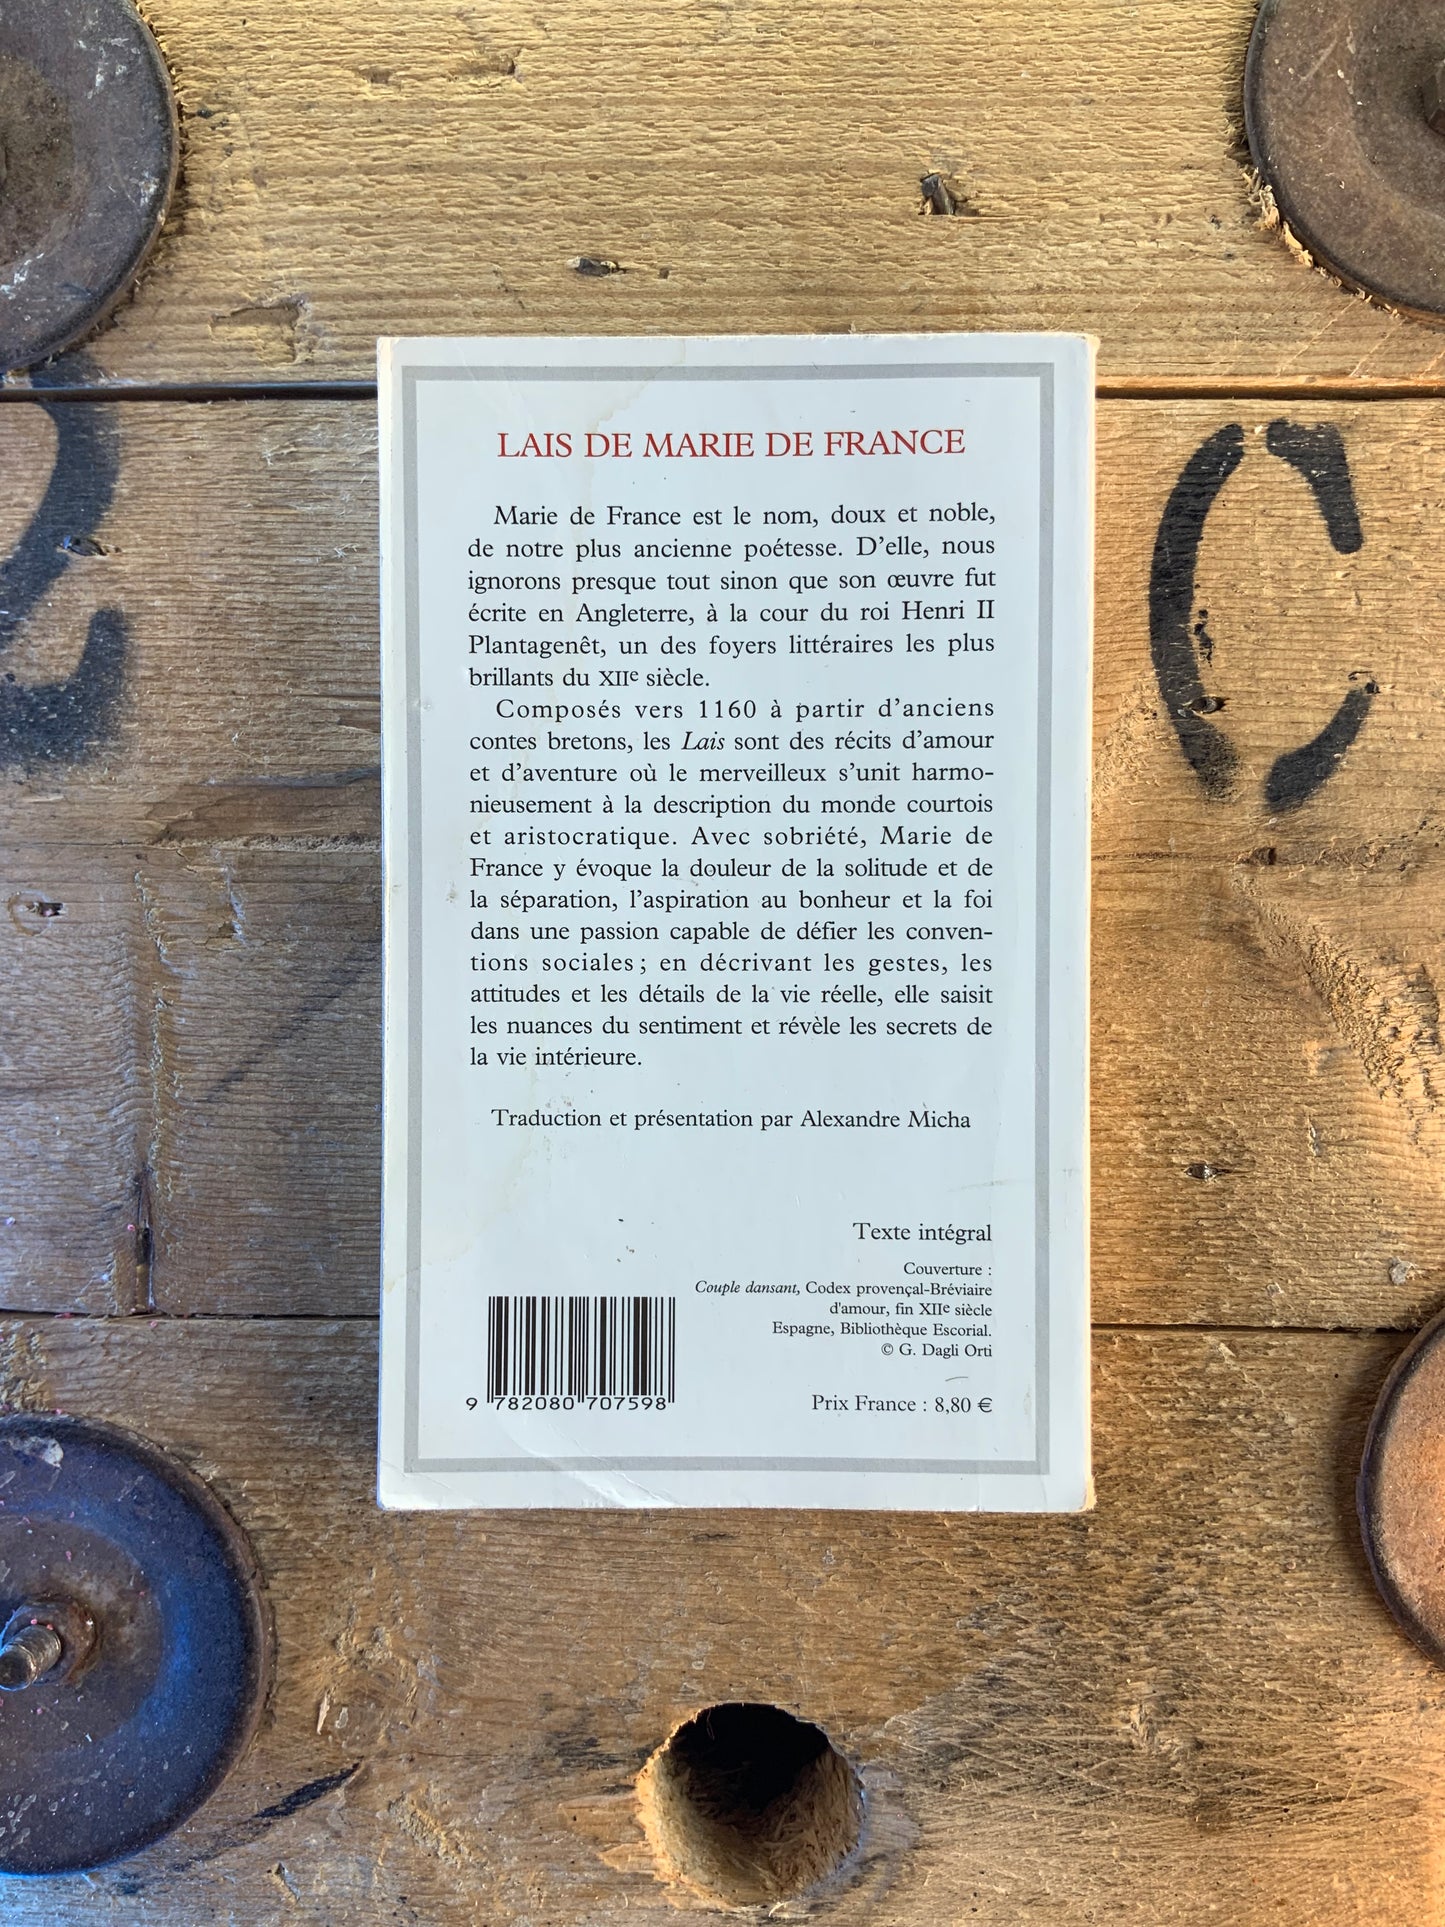 LAIS DE MARIE DE FRANCE
Marie de France est le nom, doux et noble,
de notre plus ancienne poétesse. D'elle, nous
ignorons presque tout sinon que son œuvre fut
écrite en Angleterre, à la cour du roi Henri II
Plantagenêt, un des foyers littéraires les plus
brillants du XIIe siècle.
Composés vers 1160 à partir d'anciens
contes bretons, les Lais sont des récits d'amour
et d'aventure où le merveilleux s'unit harmo-
nieusement à la description du monde courtois
et aristocratique. Avec sobriété, Marie de
France y évoque la douleur de la solitude et de
la séparation, l'aspiration au bonheur et la foi
dans une passion capable de défier les conven-
tions sociales ; en décrivant les gestes, les
attitudes et les détails de la vie réelle, elle saisit
les nuances du sentiment et révèle les secrets de
la vie intérieure.
Traduction et présentation par Alexandre Micha
Texte intégral
Couverture :
Couple dansant, Codex provençal-Bréviaire
d'amour, fin XIIe siècle
Espagne, Bibliothèque Escorial.
© G. Dagli Orti
9 782080 707598
Prix France : 8,80 €
C